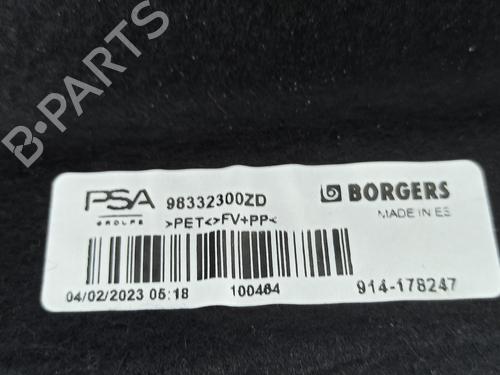 B-PARTS
PSA 98332300ZD BORGERS
GROUPE >PET<>FV+PP< MADE IN ES
04/02/2023 05:18 100464 914-178247